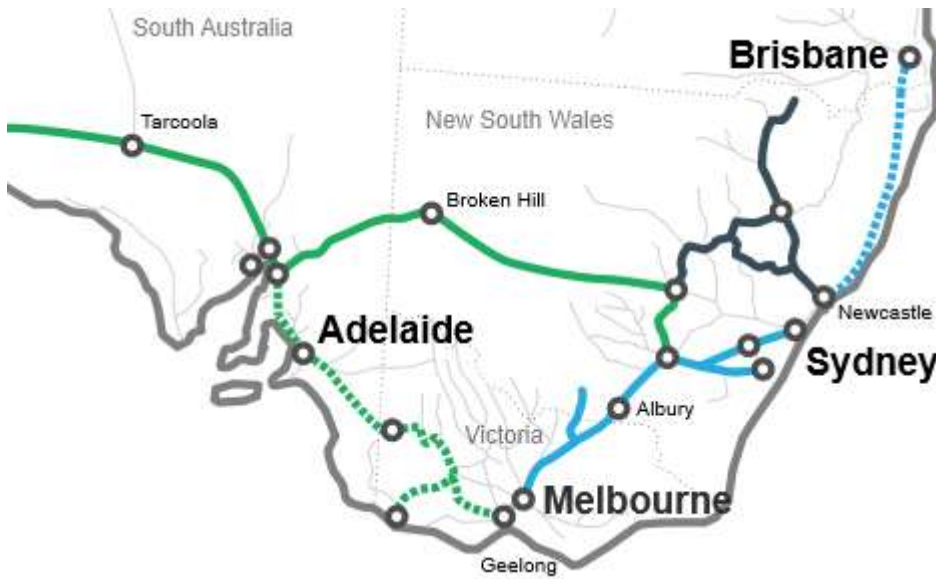 South Australia
Brisbane
Tarcoola
New South Wales
Broken Hill
Newcastle
Adelaide
Sydney
Albury
Victoria
Melbourne
Geelong